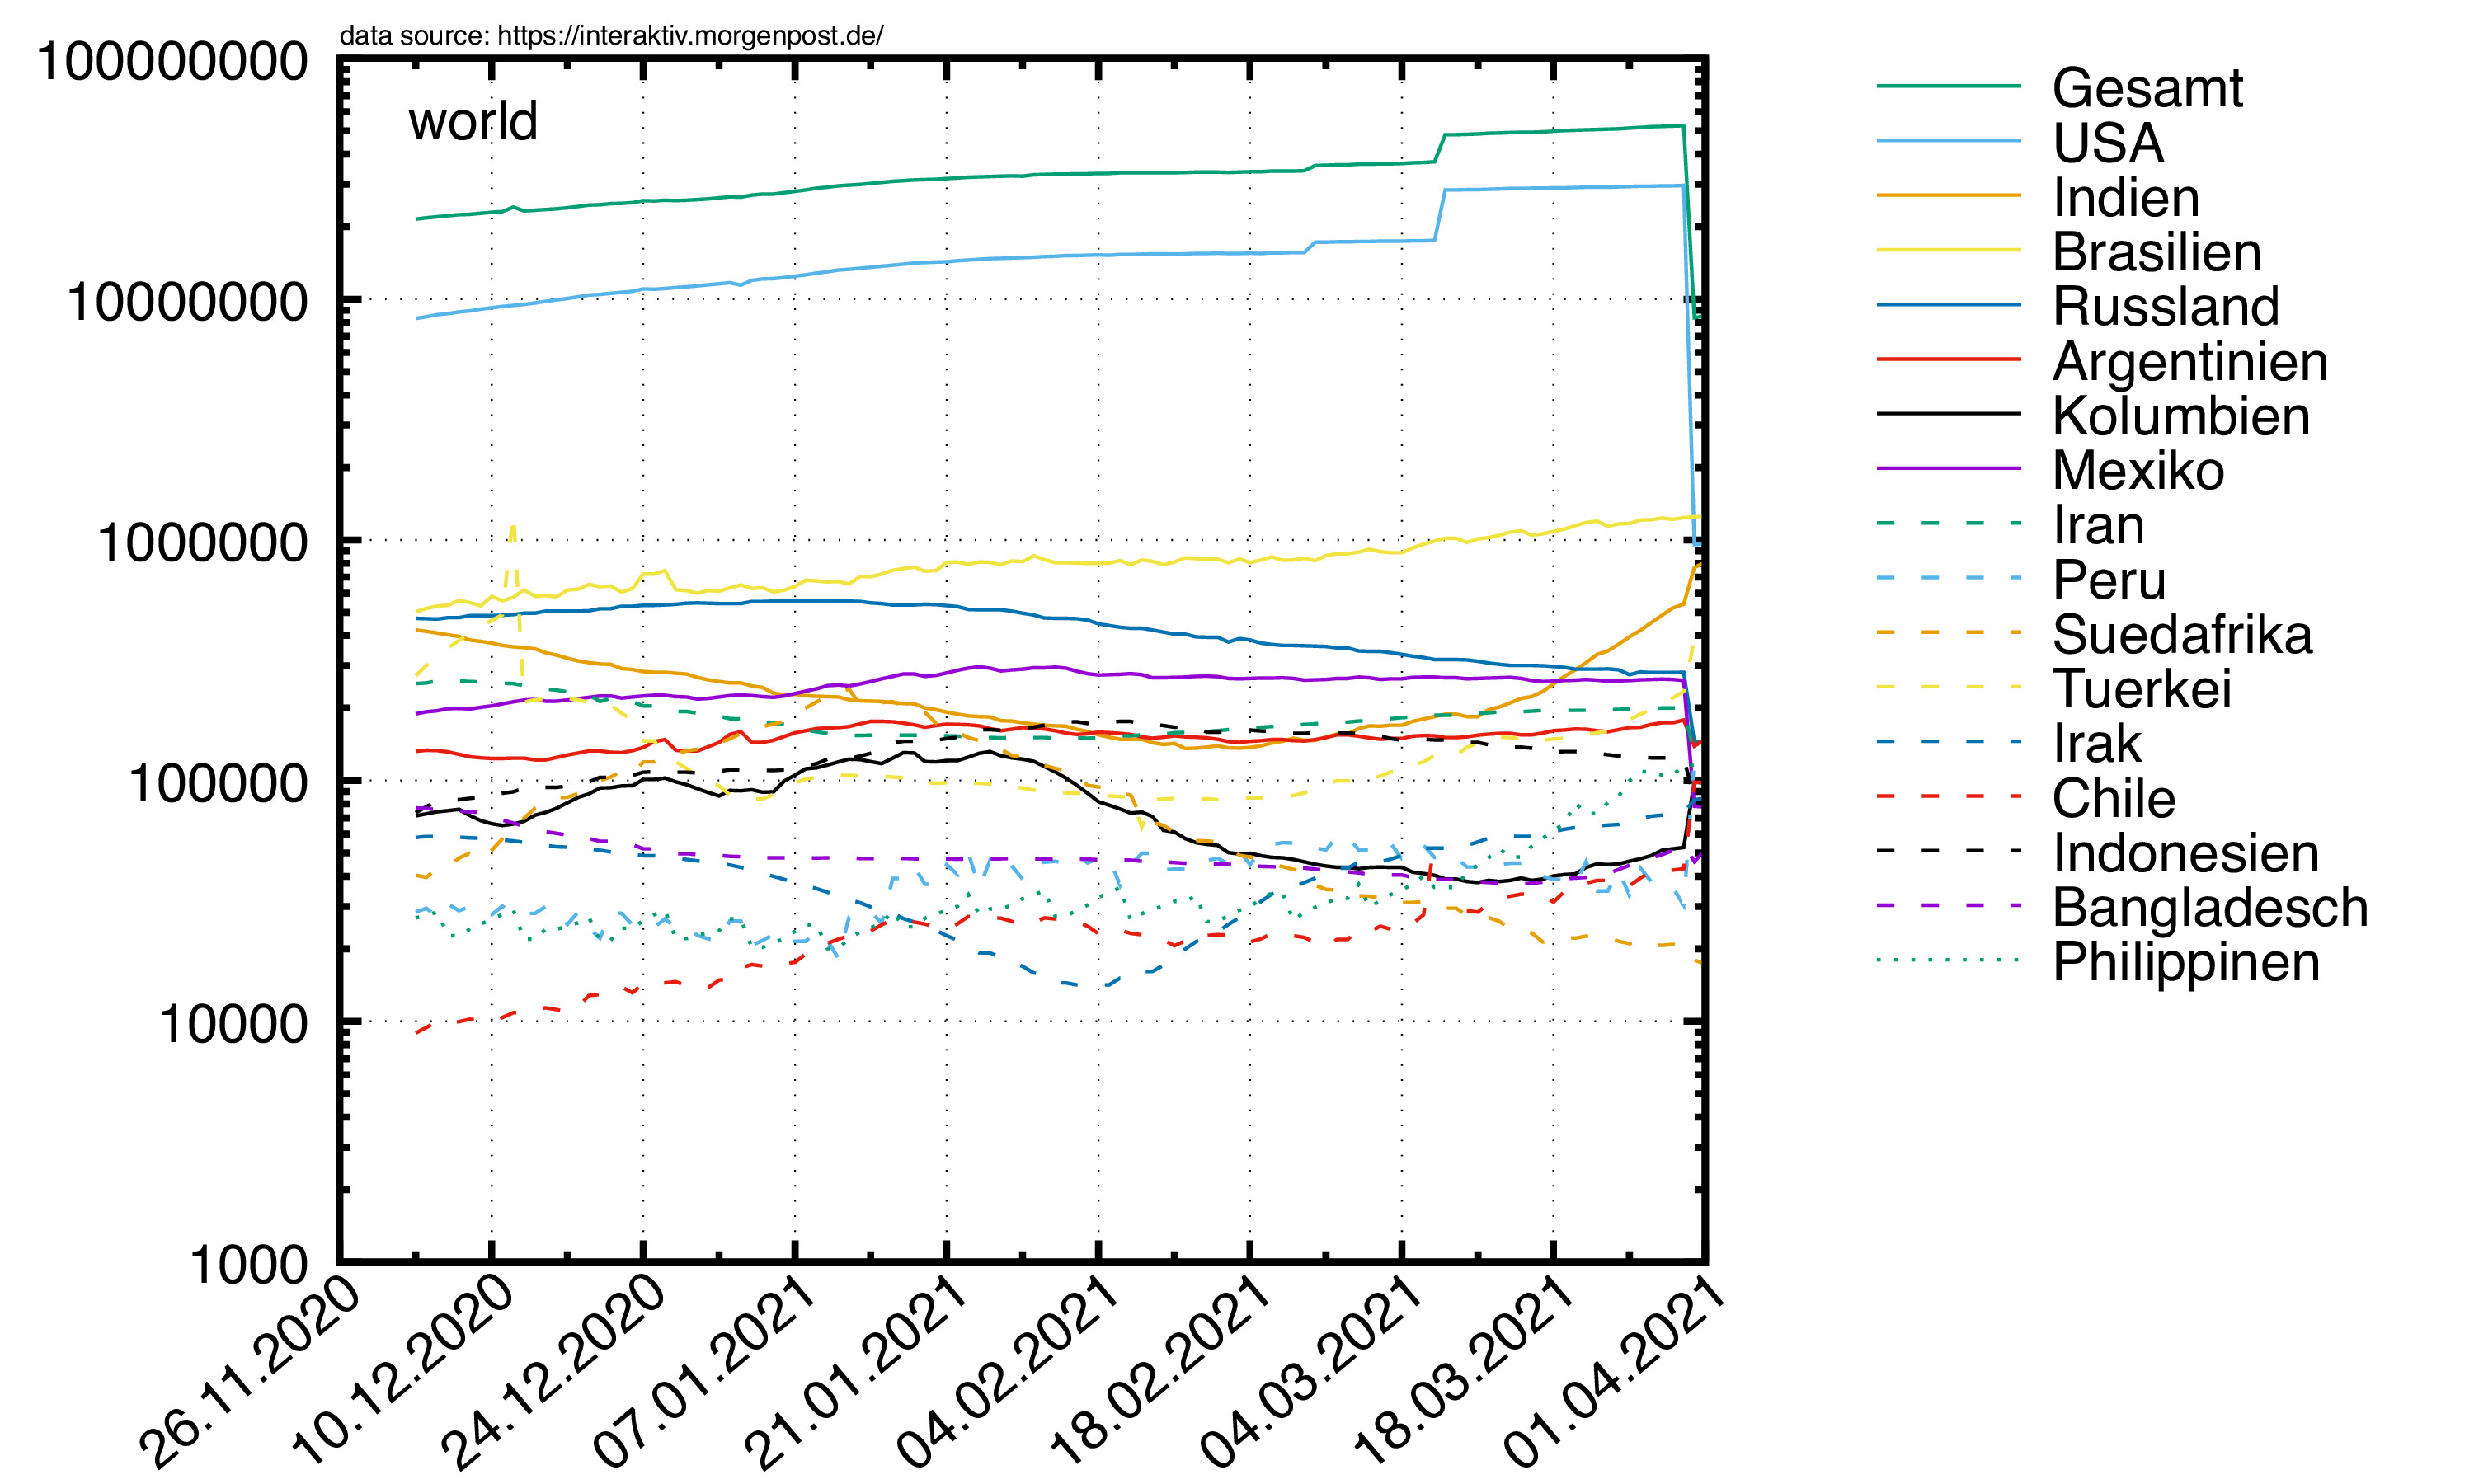 data source: https://interaktiv.morgenpost.de/
world
100000000
10000000
1000000
100000
10000
1000
26.11.2020
10.12.2020
24.12.2020
07.01.2021
21.01.2021
04.02.2021
18.02.2021
04.03.2021
18.03.2021
01.04.2021
Gesamt
USA
Indien
Brasilien
Russland
Argentinien
Kolumbien
Mexiko
Iran
Peru
Suedafrika
Tuerkei
Irak
Chile
Indonesien
Bangladesch
Philippinen